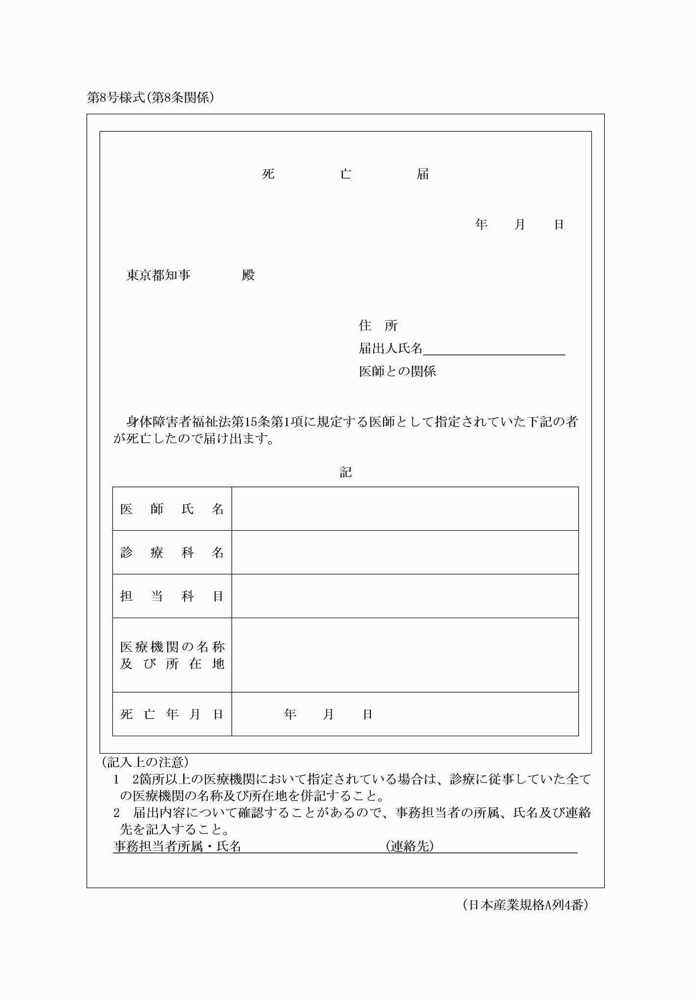 第8号様式（第8条関係）
死亡届
年　月　日
東京都知事　　　　殿
住　所
届出人氏名
医師との関係
身体障害者福祉法第15条第1項に規定する医師として指定されていた下記の者
が死亡したので届け出ます。
記
医師氏名
診療科名
担当科目
医療機関の名称
及び所在地
死亡年月日　　年　月　日
（記入上の注意）
1　2箇所以上の医療機関において指定されている場合は、診療に従事していた全て
の医療機関の名称及び所在地を併記すること。
2　届出内容について確認することがあるので、事務担当者の所属、氏名及び連絡
先を記入すること。
事務担当者所属・氏名　　　　（連絡先）
（日本産業規格A列4番）